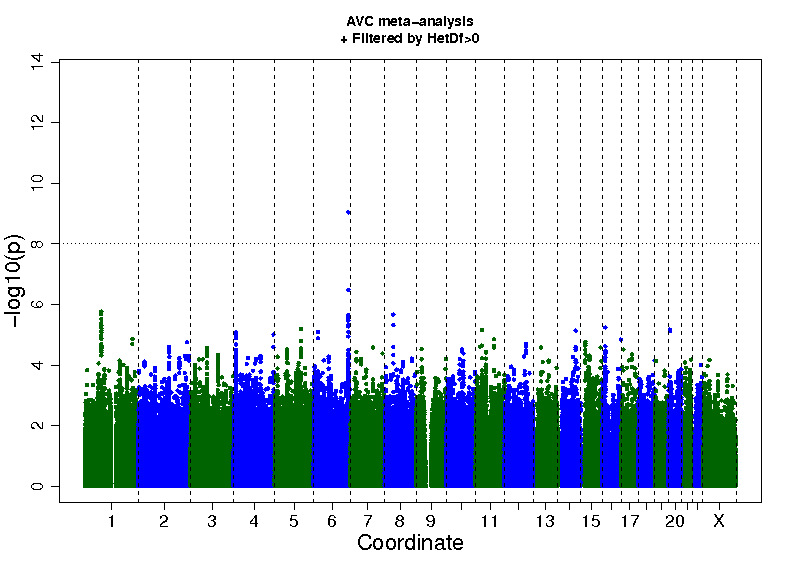 AVC meta-analysis
+ Filtered by HetDf>0
14
12
10
8
6
4
2
0
-log10(p)
1 2 3 4 5 6 7 8 9 11 13 15 17 20 X
Coordinate